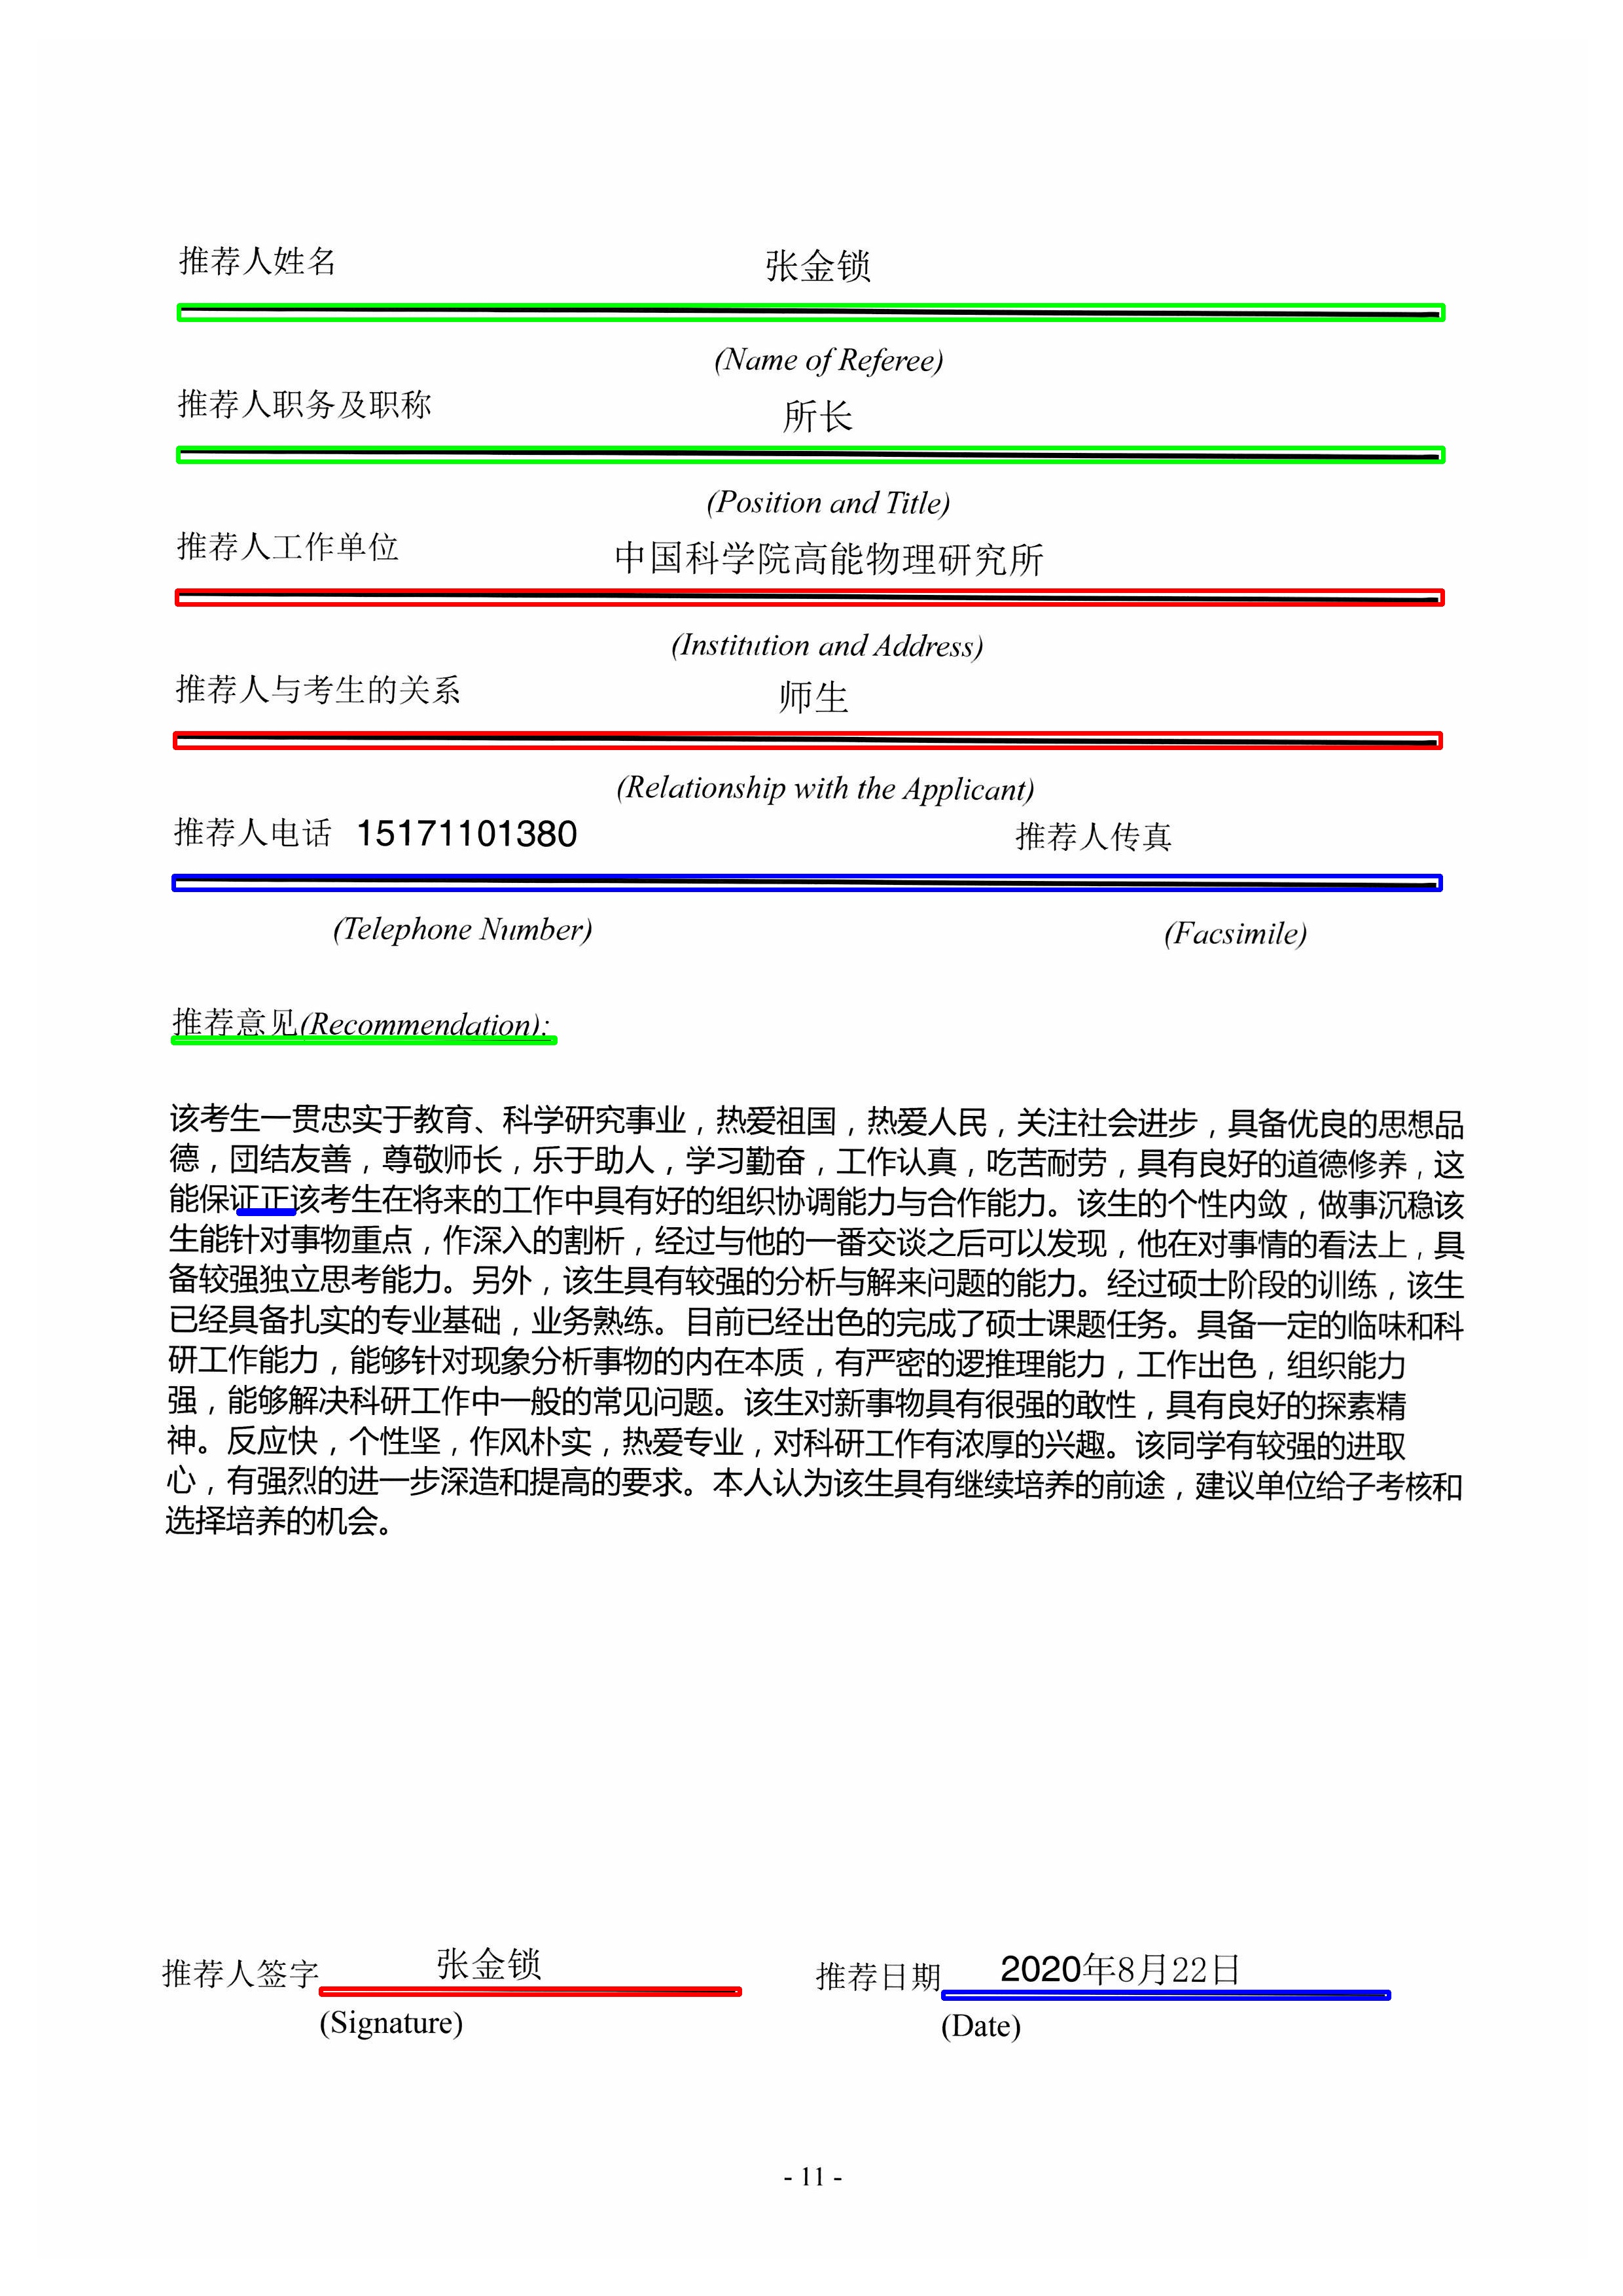 推荐人姓名 张金锁
(Name of Referee)
推荐人职务及职称 所长
(Position and Title)
推荐人工作单位 中国科学院高能物理研究所
(Institution and Address)
推荐人与考生的关系 师生
(Relationship with the Applicant)
推荐人电话 15171101380 推荐人传真
(Telephone Number) (Facsimile)
推荐意见(Recommendation):
该考生一贯忠实于教育、科学研究事业，热爱祖国，热爱人民，关注社会进步，具备优良的思想品
德，团结友善，尊敬师长，乐于助人，学习勤奋，工作认真，吃苦耐劳，具有良好的道德修养，这
能保证正该考生在将来的工作中具有好的组织协调能力与合作能力。该生的个性内敛，做事沉稳该
生能针对事物重点，作深入的割析，经过与他的一番交谈之后可以发现，他在对事情的看法上，具
备较强独立思考能力。另外，该生具有较强的分析与解来问题的能力。经过硕士阶段的训练，该生
已经具备扎实的专业基础，业务熟练。目前已经出色的完成了硕士课题任务。具备一定的临味和科
研工作能力，能够针对现象分析事物的内在本质，有严密的逻推理能力，工作出色，组织能力
强，能够解决科研工作中一般的常见问题。该生对新事物具有很强的敢性，具有良好的探素精
神。反应快，个性坚，作风朴实，热爱专业，对科研工作有浓厚的兴趣。该同学有较强的进取
心，有强烈的进一步深造和提高的要求。本人认为该生具有继续培养的前途，建议单位给子考核和
选择培养的机会。
推荐人签字 张金锁 推荐日期 2020年8月22日
(Signature) (Date)
- 11 -